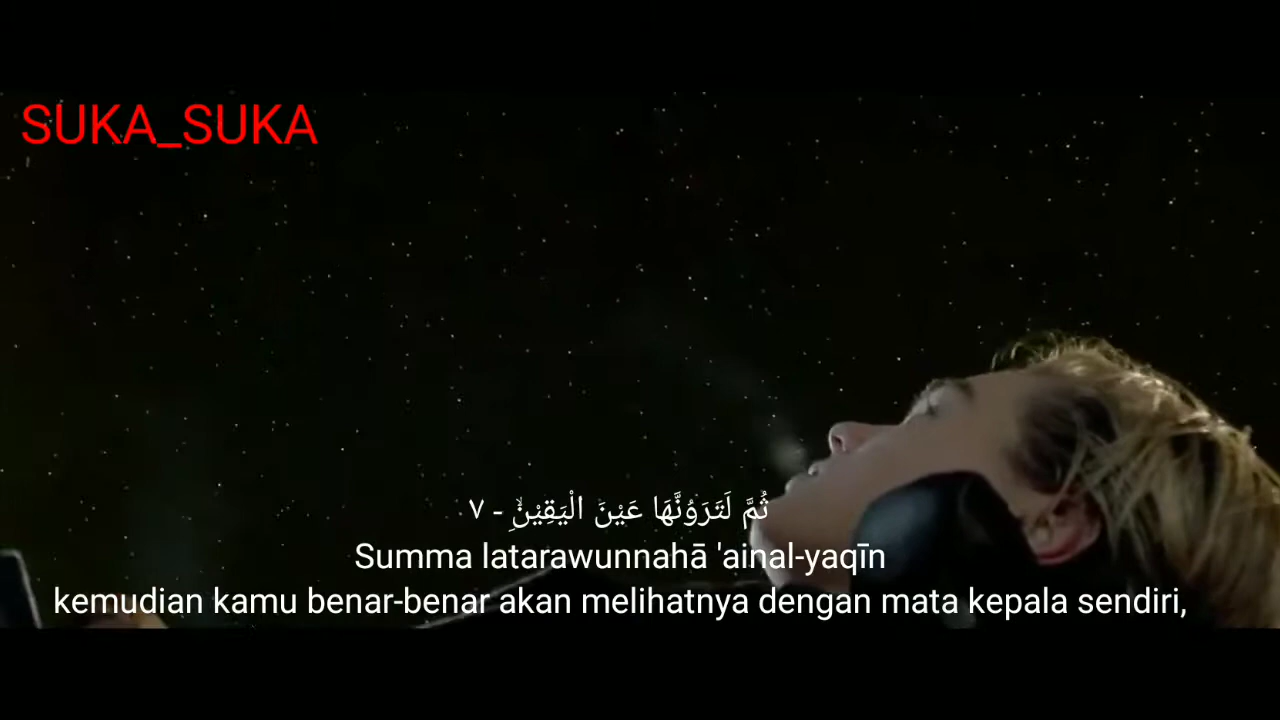 SUKA_SUKA
ثُمَّ لَتَرَوُنَّهَا عَيْنَ الْيَقِيْنِۙ - ٧
Summa latarawunnahā 'ainal-yaqīn
kemudian kamu benar-benar akan melihatnya dengan mata kepala sendiri,